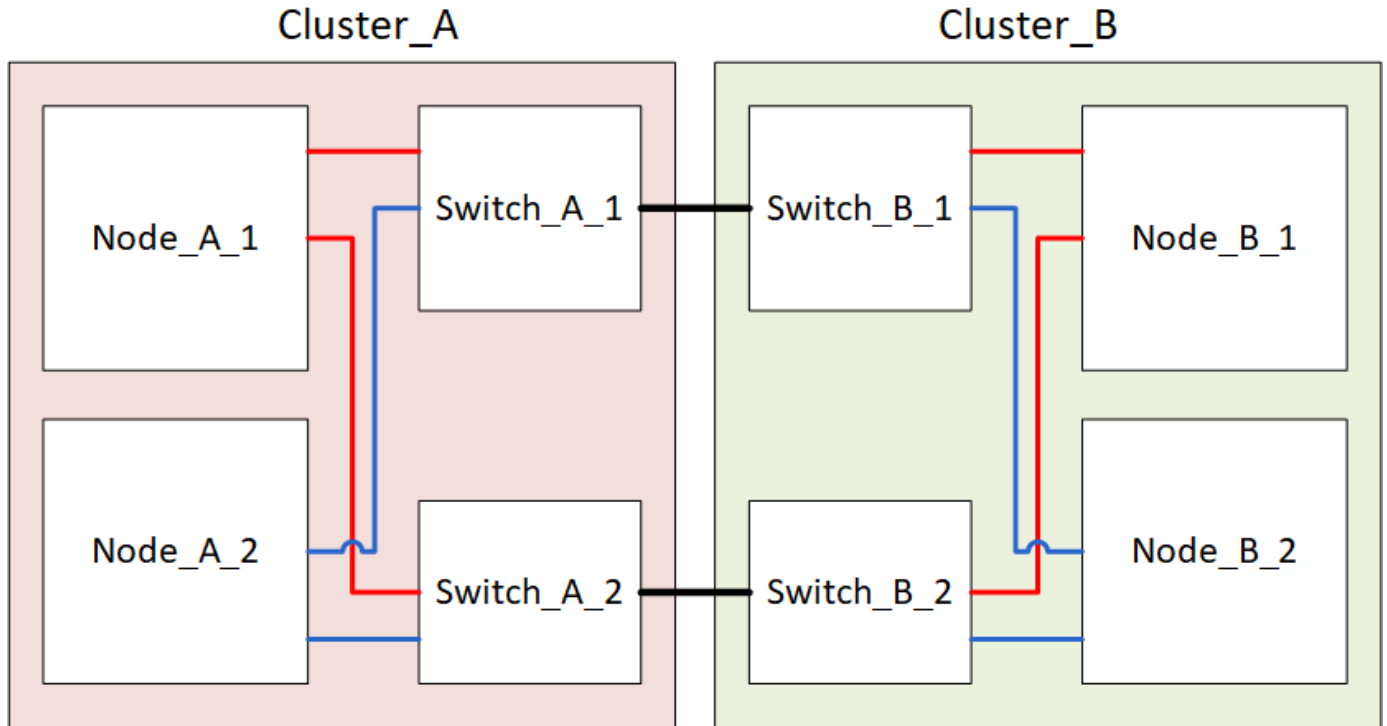 Cluster_A
Cluster_B
Node_A_1
Switch_A_1
Switch_B_1
Node_B_1
Node_A_2
Switch_A_2
Switch_B_2
Node_B_2